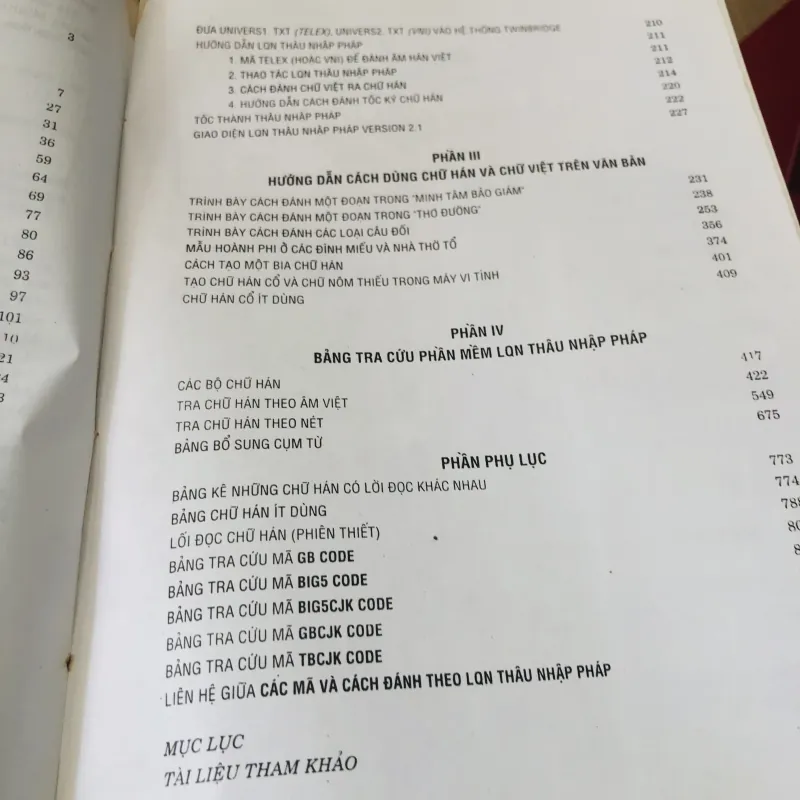 3
7
27
31
36
59
64
69
77
80
86
93
97
101
10
21
ĐƯA UNIVERS1. TXT (TELEX), UNIVERS2. TXT (VNI) VÀO HỆ THỐNG TWINBRIDGE 210
HƯỚNG DẪN LQN THÂU NHẬP PHÁP 211
1. MÃ TELEX (HOẶC VNI) ĐỂ ĐÁNH ÂM HÁN VIỆT 211
2. THAO TÁC LQN THÂU NHẬP PHÁP 212
3. CÁCH ĐÁNH CHỮ VIỆT RA CHỮ HÁN 214
4. HƯỚNG DẪN CÁCH ĐÁNH TỐC KÝ CHỮ HÁN 220
TỐC THÀNH THÂU NHẬP PHÁP 222
GIAO DIỆN LQN THÂU NHẬP PHÁP VERSION 2.1 227
PHẦN III
HƯỚNG DẪN CÁCH DÙNG CHỮ HÁN VÀ CHỮ VIỆT TRÊN VĂN BẢN
TRÌNH BÀY CÁCH ĐÁNH MỘT ĐOẠN TRONG "MINH TÂM BẢO GIÁM" 231
TRÌNH BÀY CÁCH ĐÁNH MỘT ĐOẠN TRONG "THƠ ĐƯỜNG" 238
TRÌNH BÀY CÁCH ĐÁNH CÁC LOẠI CÂU ĐỐI 253
MẪU HOÀNH PHI Ở CÁC ĐÌNH MIẾU VÀ NHÀ THỜ TỔ 356
CÁCH TẠO MỘT BIA CHỮ HÁN 374
TẠO CHỮ HÁN CỔ VÀ CHỮ NÔM THIẾU TRONG MÁY VI TÍNH 401
CHỮ HÁN CỔ ÍT DÙNG 409
PHẦN IV
BẢNG TRA CỨU PHẦN MỀM LQN THÂU NHẬP PHÁP
CÁC BỘ CHỮ HÁN 417
TRA CHỮ HÁN THEO ÂM VIỆT 422
TRA CHỮ HÁN THEO NÉT 549
BẢNG BỔ SUNG CỤM TỪ 675
PHẦN PHỤ LỤC
BẢNG KÊ NHỮNG CHỮ HÁN CÓ LỜI ĐỌC KHÁC NHAU 773
BẢNG CHỮ HÁN ÍT DÙNG 774
LỐI ĐỌC CHỮ HÁN (PHIÊN THIẾT)
BẢNG TRA CỨU MÃ GB CODE
BẢNG TRA CỨU MÃ BIG5 CODE
BẢNG TRA CỨU MÃ BIG5CJK CODE
BẢNG TRA CỨU MÃ GBCJK CODE
BẢNG TRA CỨU MÃ TBCJK CODE
LIÊN HỆ GIỮA CÁC MÃ VÀ CÁCH ĐÁNH THEO LQN THÂU NHẬP PHÁP
MỤC LỤC
TÀI LIỆU THAM KHẢO